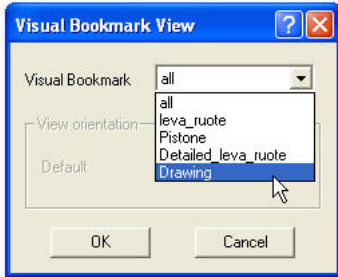 Visual Bookmark View
Visual Bookmark
all
all
leva_ruote
View orientation
Pistone
Detailed_leva_ruote
Default
Drawing
OK
Cancel